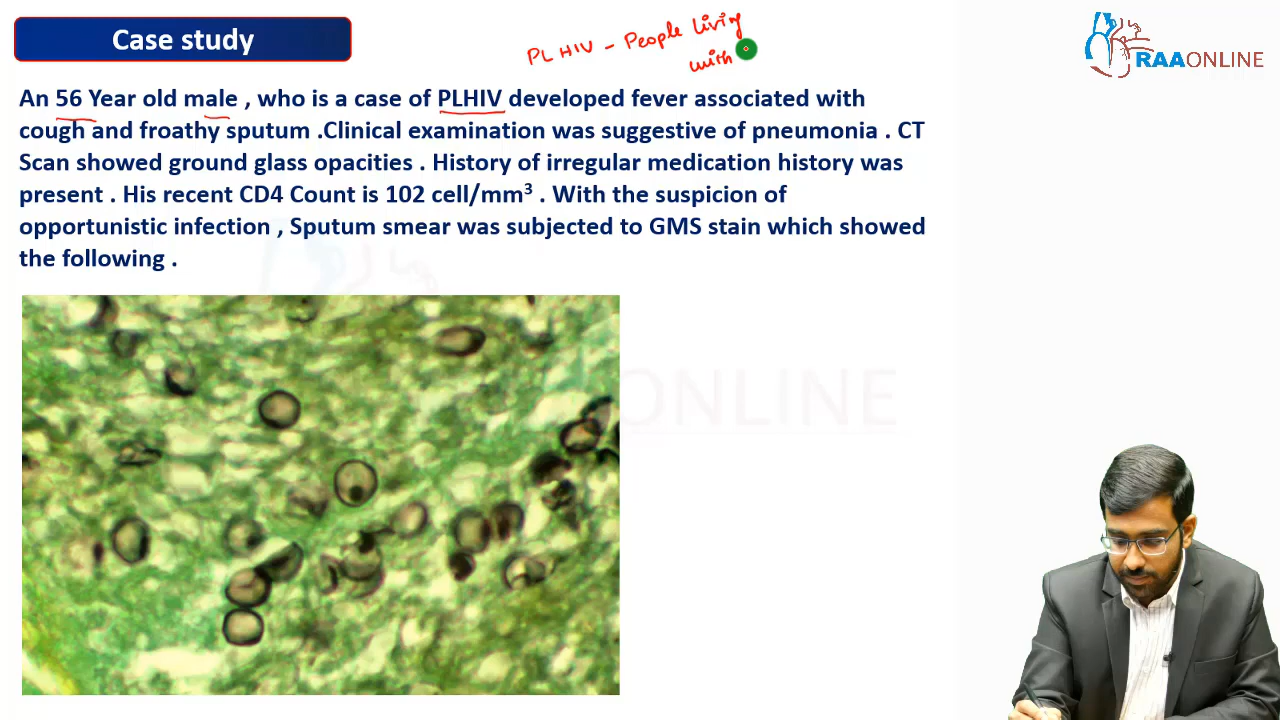 Case study
PL HIV - People living
with
RAAONLINE
An 56 Year old male , who is a case of PLHIV developed fever associated with
cough and froathy sputum .Clinical examination was suggestive of pneumonia . CT
Scan showed ground glass opacities . History of irregular medication history was
present . His recent CD4 Count is 102 cell/mm³ . With the suspicion of
opportunistic infection , Sputum smear was subjected to GMS stain which showed
the following .
ONLINE